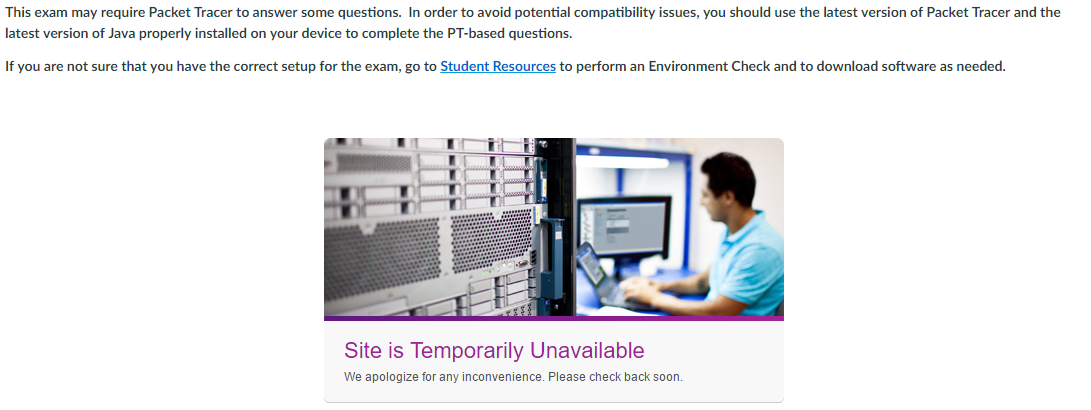 This exam may require Packet Tracer to answer some questions.  In order to avoid potential compatibility issues, you should use the latest version of Packet Tracer and the
latest version of Java properly installed on your device to complete the PT-based questions.
If you are not sure that you have the correct setup for the exam, go to Student Resources to perform an Environment Check and to download software as needed.
Site is Temporarily Unavailable
We apologize for any inconvenience. Please check back soon.